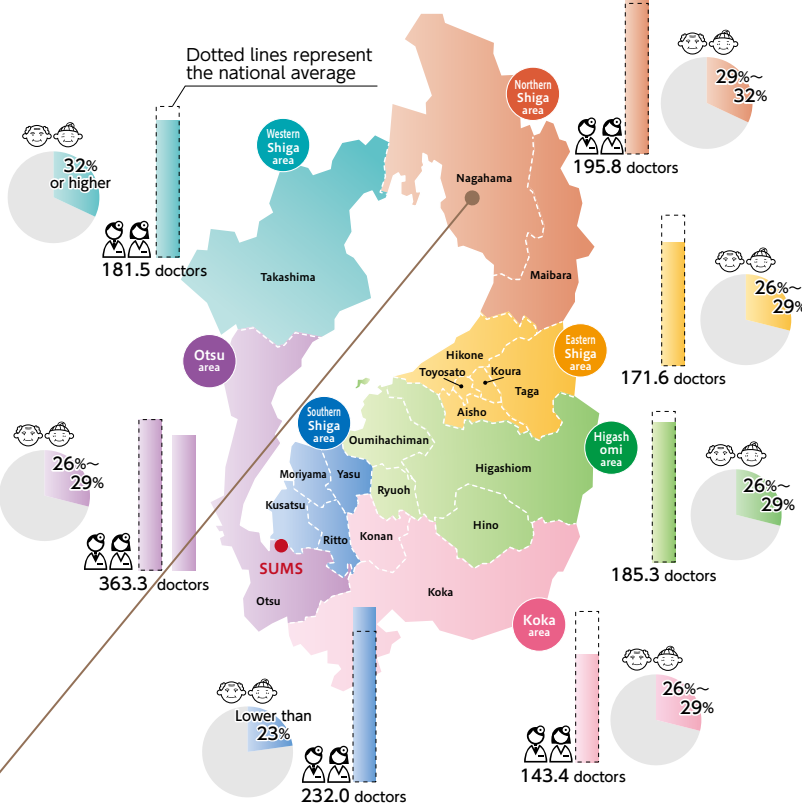 Dotted lines represent
the national average
Northern
Shiga
area
29%~
32%
195.8 doctors
Western
Shiga
area
32%
or higher
181.5 doctors
Nagahama
Takashima
Maibara
26%~
29%
171.6 doctors
Otsu
area
Eastern
Shiga
area
Hikone
Toyosato
Koura
Taga
Aisho
Southern
Shiga
area
Oumihachiman
Higash
omi
area
Moriyama
Yasu
Higashiom
Ryuoh
Kusatsu
Hino
Ritto
Konan
SUMS
Otsu
Koka
26%~
29%
363.3 doctors
26%~
29%
185.3 doctors
Koka
area
26%~
29%
143.4 doctors
Lower than
23%
232.0 doctors